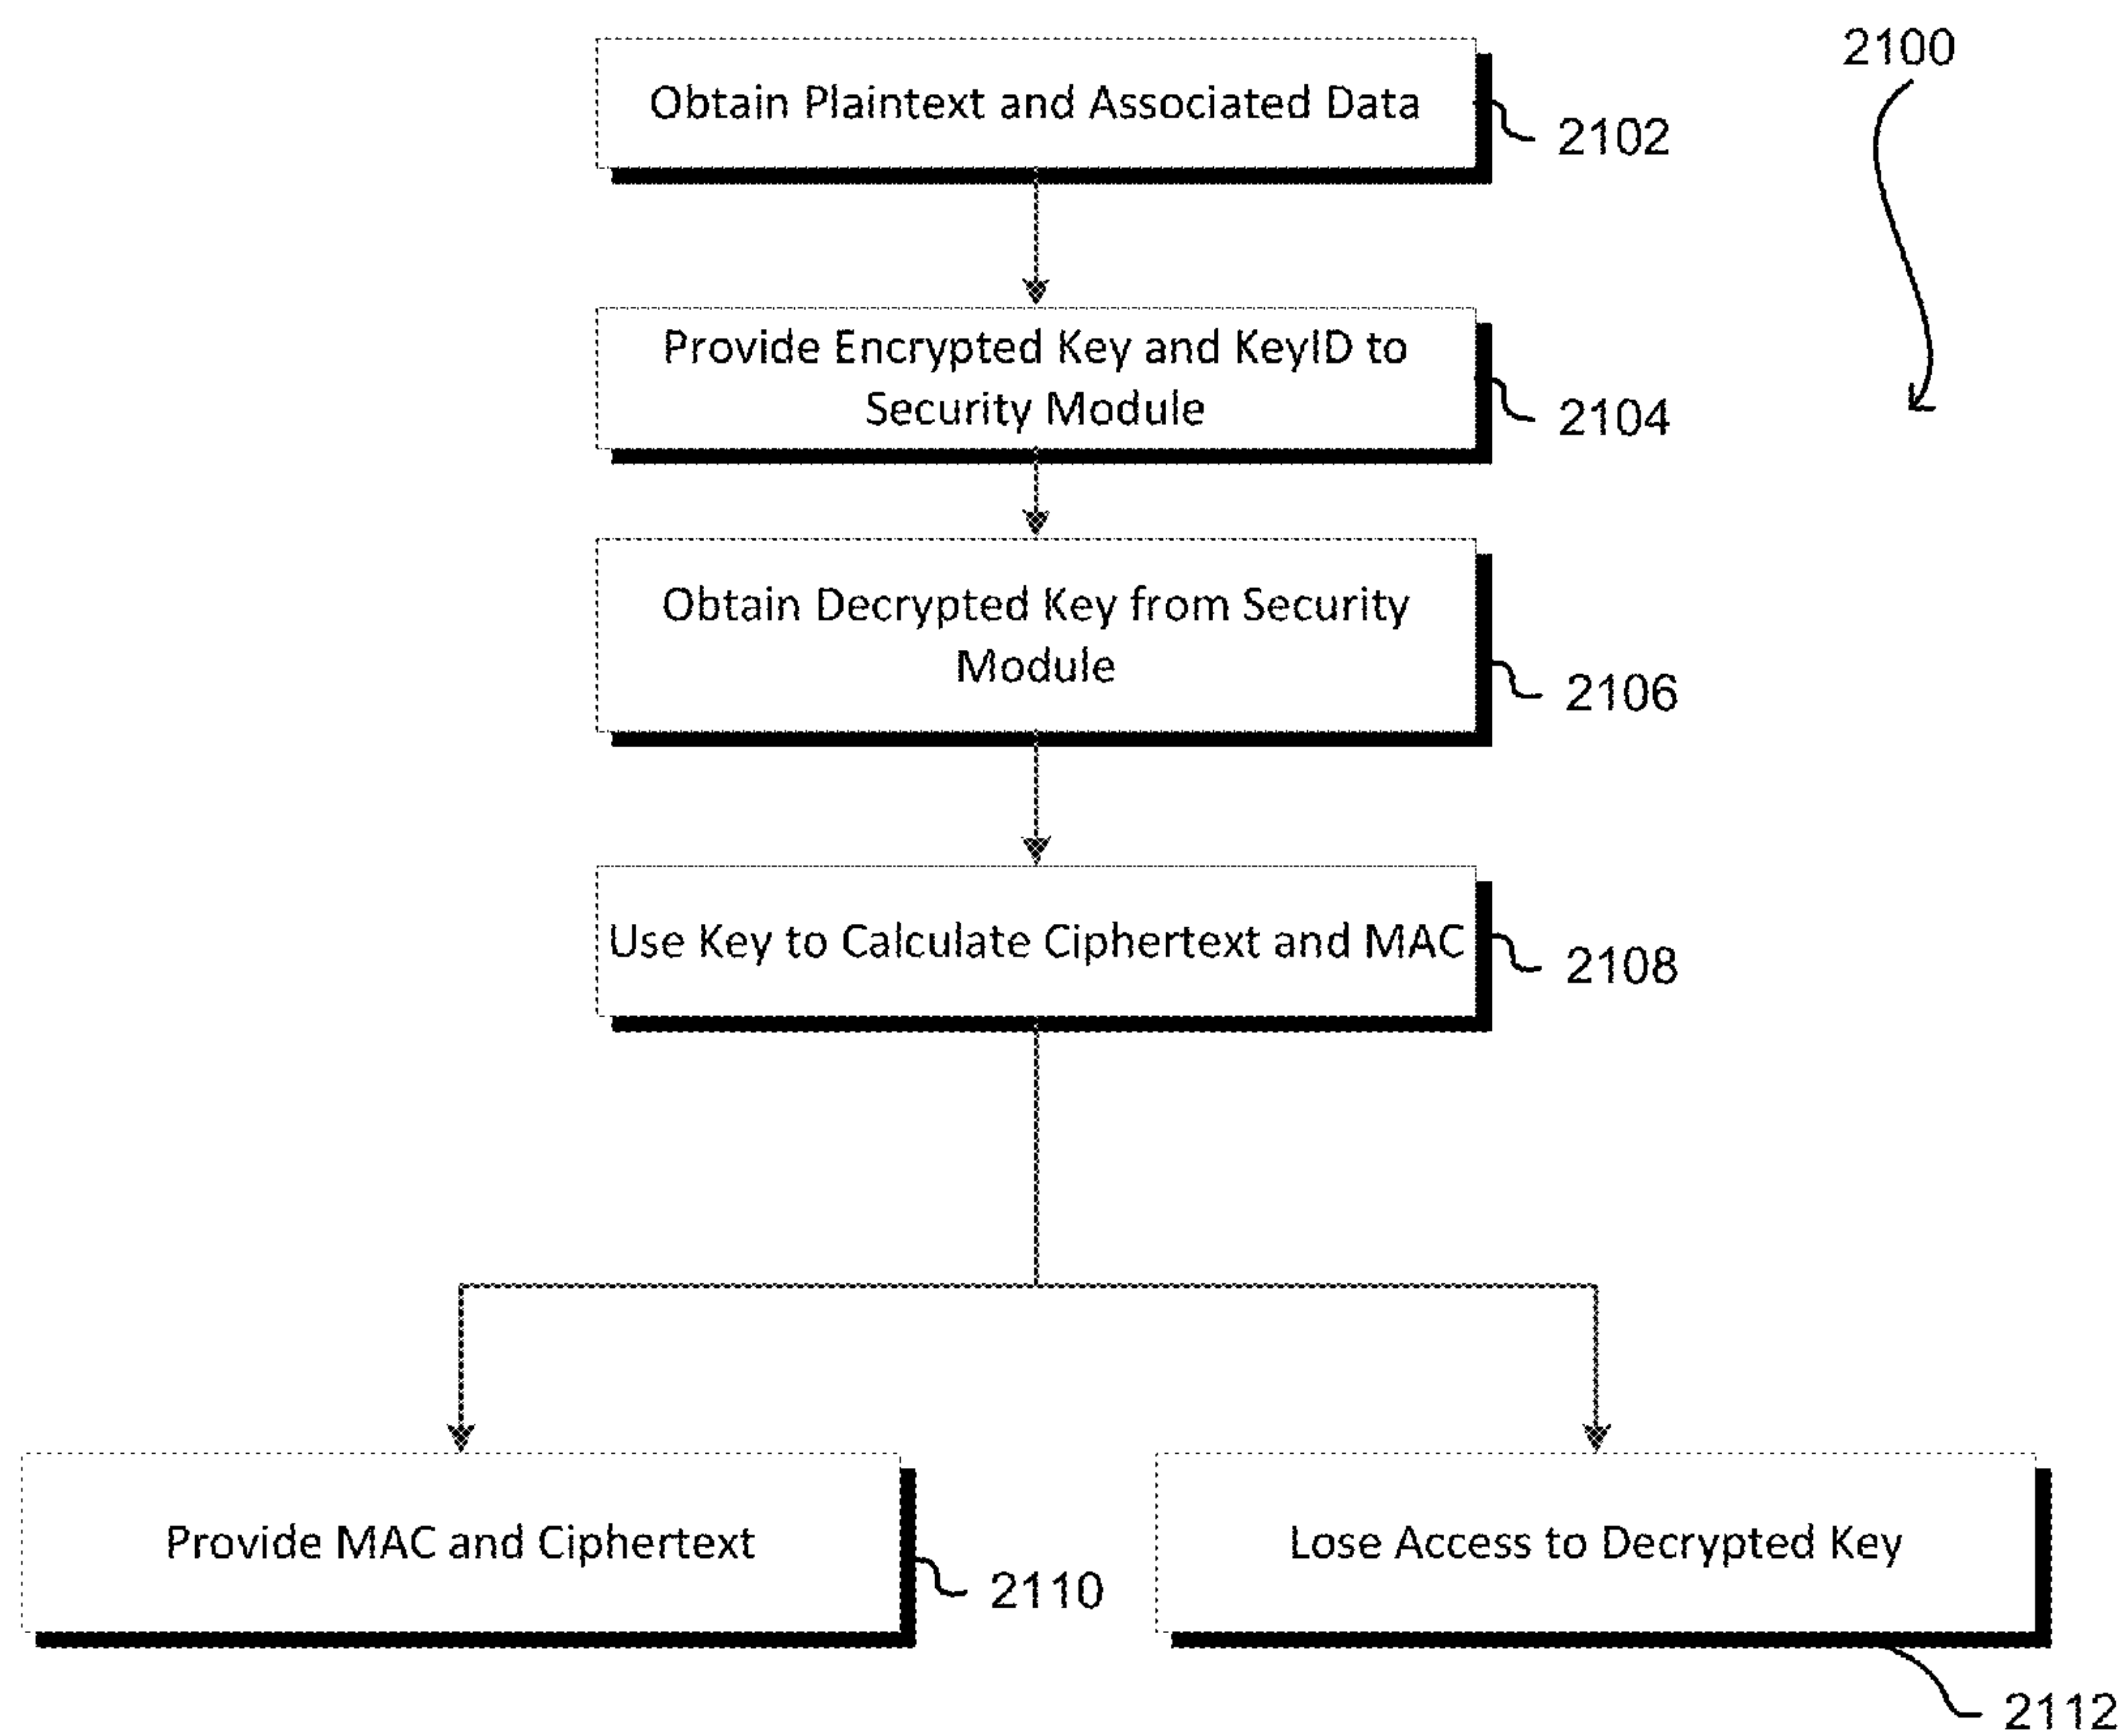 2100
Obtain Plaintext and Associated Data
2102
Provide Encrypted Key and KeyID to
Security Module
2104
Obtain Decrypted Key from Security
Module
2106
Use Key to Calculate Ciphertext and MAC
2108
Provide MAC and Ciphertext
2110
Lose Access to Decrypted Key
2112